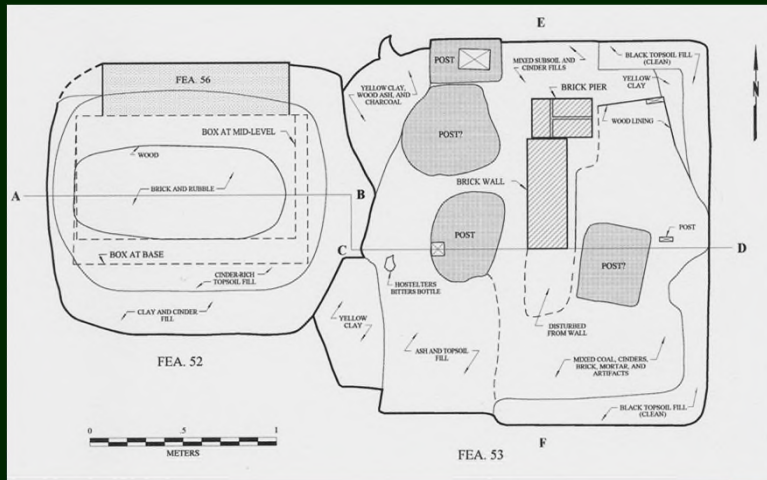 E
FEA. 56
YELLOW CLAY,
WOOD ASH, AND
CHARCOAL
POST
MIXED SUBSOIL AND
CINDER FILLS
BLACK TOPSOIL FILL
(CLEAN)
YELLOW
CLAY
BRICK PIER
N
WOOD LINING
BOX AT MID-LEVEL
POST?
WOOD
BRICK AND RUBBLE
BRICK WALL
A
B
POST
POST
C
D
BOX AT BASE
POST?
CINDER-RICH
TOPSOIL FILL
HOSTELTERS
BITTERS BOTTLE
CLAY AND CINDER
FILL
YELLOW
CLAY
DISTURBED
FROM WALL
ASH AND TOPSOIL
FILL
MIXED COAL, CINDERS,
BRICK, MORTAR, AND
ARTIFACTS
FEA. 52
BLACK TOPSOIL FILL
(CLEAN)
0 .5 1
METERS
F
FEA. 53